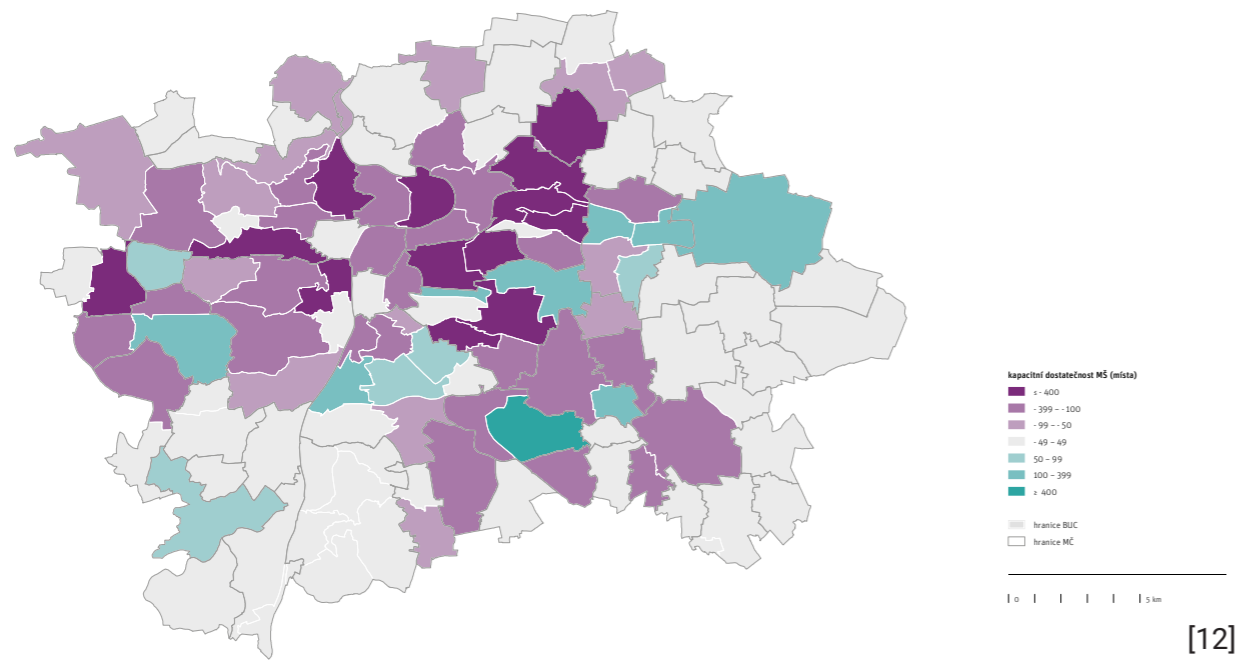 kapacitní dostatečnost MŠ (místa)
≤ - 400
- 399 – - 100
- 99 – - 50
- 49 – 49
50 – 99
100 – 399
≥ 400
hranice BUC
hranice MČ
0 5 km
[12]